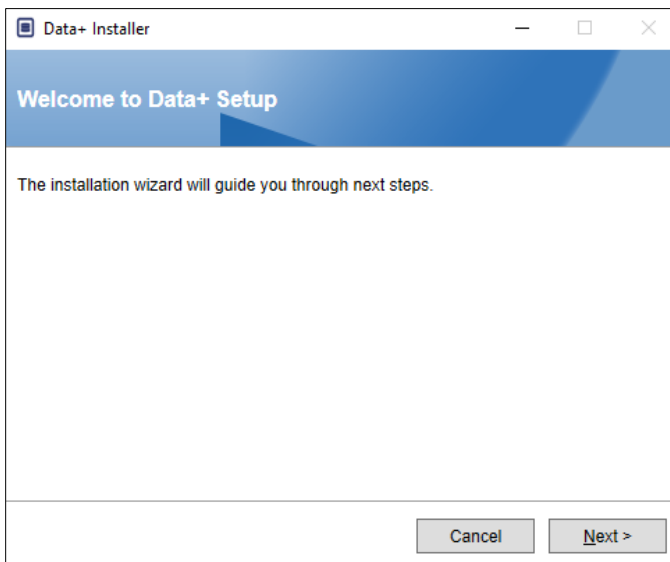 Data+ Installer
Welcome to Data+ Setup
The installation wizard will guide you through next steps.
Cancel
Next >